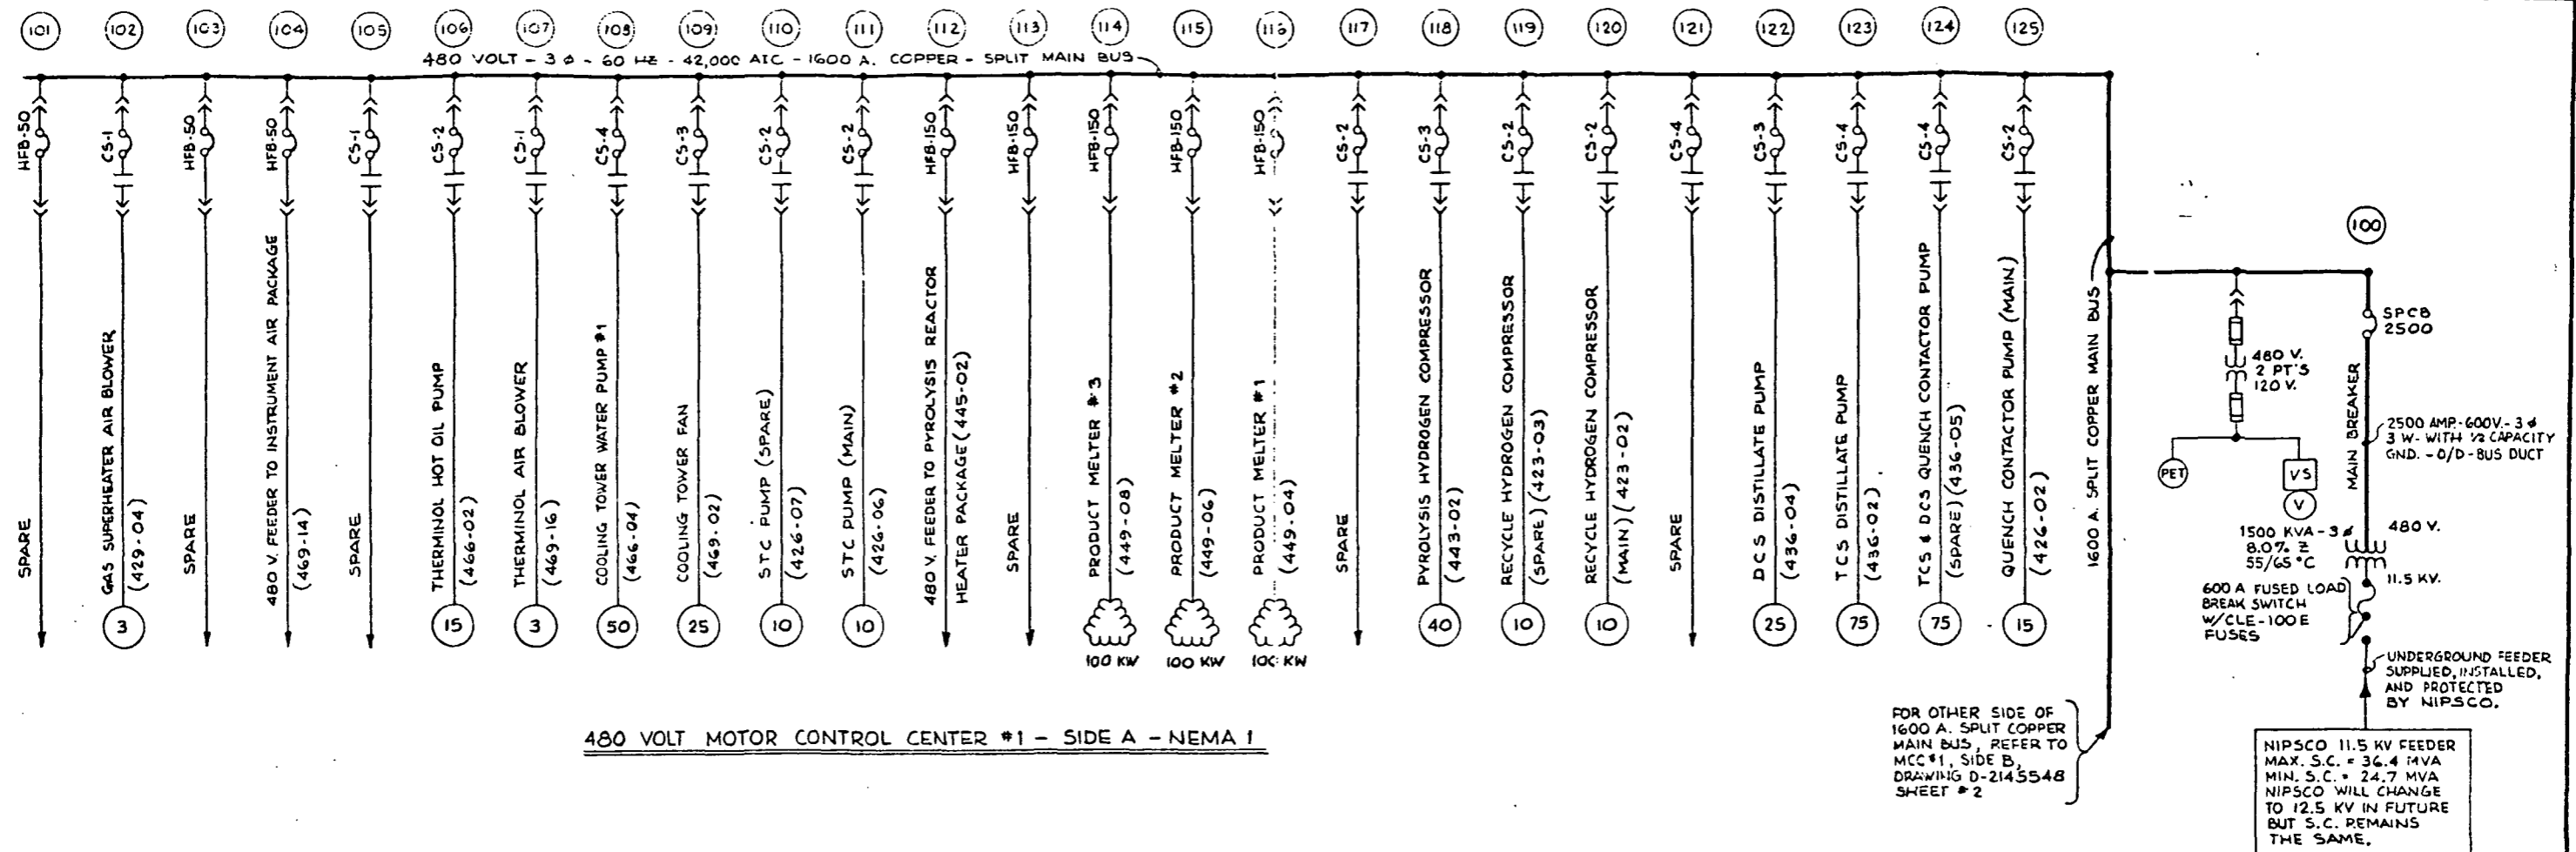 101 102 103 104 105 106 107 108 109 110 111 112 113 114 115 116 117 118 119 120 121 122 123 124 125
480 VOLT - 3 ø - 60 HZ - 42,000 AIC - 1600 A. COPPER - SPLIT MAIN BUS
HFB-50
SPARE
CS-1
GAS SUPERHEATER AIR BLOWER
(429-04)
3
HFB-50
SPARE
HFB-50
480 V. FEEDER TO INSTRUMENT AIR PACKAGE
(469-14)
CS-1
SPARE
CS-2
THERMINOL HOT OIL PUMP
(466-02)
15
CS-1
THERMINOL AIR BLOWER
(469-16)
3
CS-4
COOLING TOWER WATER PUMP #1
(466-04)
50
CS-3
COOLING TOWER FAN
(469-02)
25
CS-2
STC PUMP (SPARE)
(426-07)
10
CS-2
STC PUMP (MAIN)
(426-06)
10
HFB-150
480 V. FEEDER TO PYROLYSIS REACTOR
HEATER PACKAGE (445-02)
HFB-150
SPARE
HFB-150
PRODUCT MELTER #3
(449-08)
100 KW
HFB-150
PRODUCT MELTER #2
(449-06)
100 KW
HFB-150
PRODUCT MELTER #1
(449-04)
100 KW
CS-2
SPARE
CS-3
PYROLYSIS HYDROGEN COMPRESSOR
(443-02)
40
CS-2
RECYCLE HYDROGEN COMPRESSOR
(SPARE) (423-03)
10
CS-2
RECYCLE HYDROGEN COMPRESSOR
(MAIN) (423-02)
10
CS-4
SPARE
CS-3
DCS DISTILLATE PUMP
(436-04)
25
CS-4
TCS DISTILLATE PUMP
(436-02)
75
CS-4
TCS & DCS QUENCH CONTACTOR PUMP
(SPARE) (436-05)
75
CS-2
QUENCH CONTACTOR PUMP (MAIN)
(426-02)
15
1600 A. SPLIT COPPER MAIN BUS
100
SPCB
2500
MAIN BREAKER
480 V.
2 PT'S
120 V.
PET
VS
V
2500 AMP-600V.-3 ø
3 W- WITH 1/2 CAPACITY
GND. - O/D - BUS DUCT
1500 KVA-3 ø
8.0% Z
55/65 °C
480 V.
11.5 KV.
600 A FUSED LOAD
BREAK SWITCH
W/CLE-100E
FUSES
UNDERGROUND FEEDER
SUPPLIED, INSTALLED,
AND PROTECTED
BY NIPSCO.
NIPSCO 11.5 KV FEEDER
MAX. S.C. = 36.4 MVA
MIN. S.C. = 24.7 MVA
NIPSCO WILL CHANGE
TO 12.5 KV IN FUTURE
BUT S.C. REMAINS
THE SAME.
FOR OTHER SIDE OF
1600 A. SPLIT COPPER
MAIN BUS, REFER TO
MCC #1, SIDE B,
DRAWING D-2145548
SHEET #2
480 VOLT MOTOR CONTROL CENTER #1 - SIDE A - NEMA 1